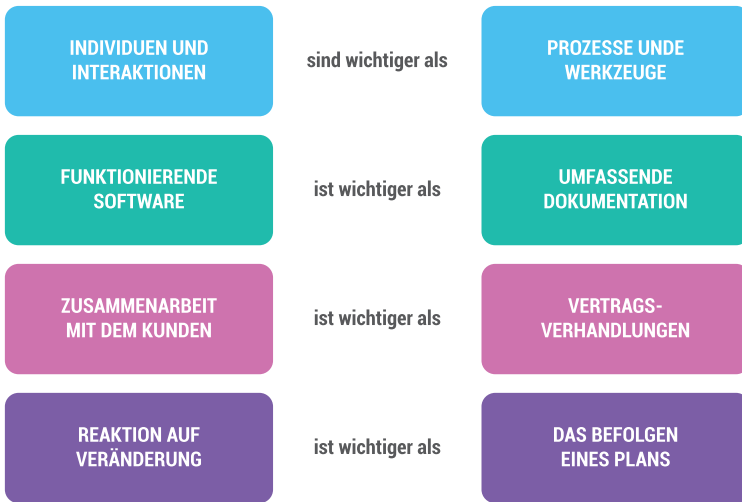 INDIVIDUEN UND
INTERAKTIONEN
sind wichtiger als
PROZESSE UNDE
WERKZEUGE
FUNKTIONIERENDE
SOFTWARE
ist wichtiger als
UMFASSENDE
DOKUMENTATION
ZUSAMMENARBEIT
MIT DEM KUNDEN
ist wichtiger als
VERTRAGS-
VERHANDLUNGEN
REAKTION AUF
VERÄNDERUNG
ist wichtiger als
DAS BEFOLGEN
EINES PLANS